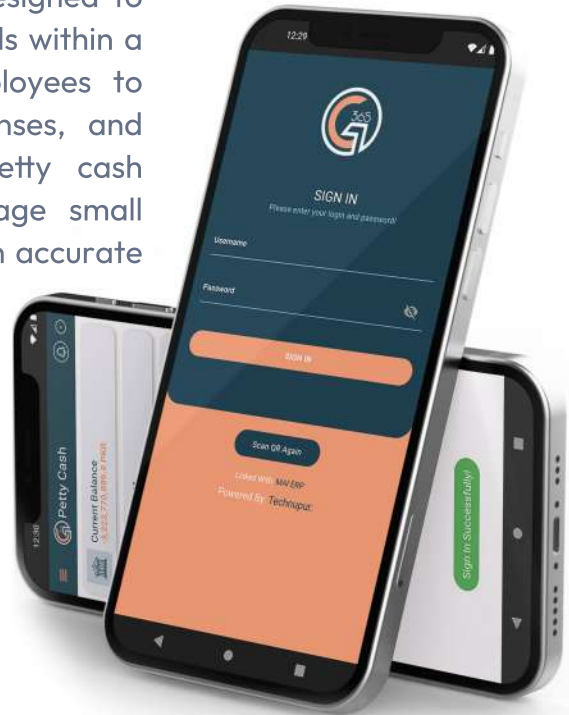 esigned to
ls within a
ployees to
nses, and
etty cash
age small
n accurate
12:29
365
SIGN IN
Please enter your login and password!
Username
Password
SIGN IN
Scan QR Again
Linked With: MAI ERP
Powered By: Technupur.
12:30
Petty Cash
Current Balance
Sign In Successfully!